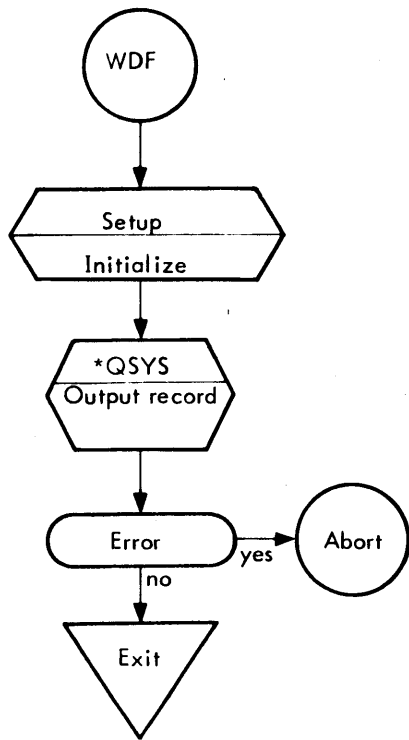 WDF
Setup
Initialize
*QSYS
Output record
Error
yes
Abort
no
Exit